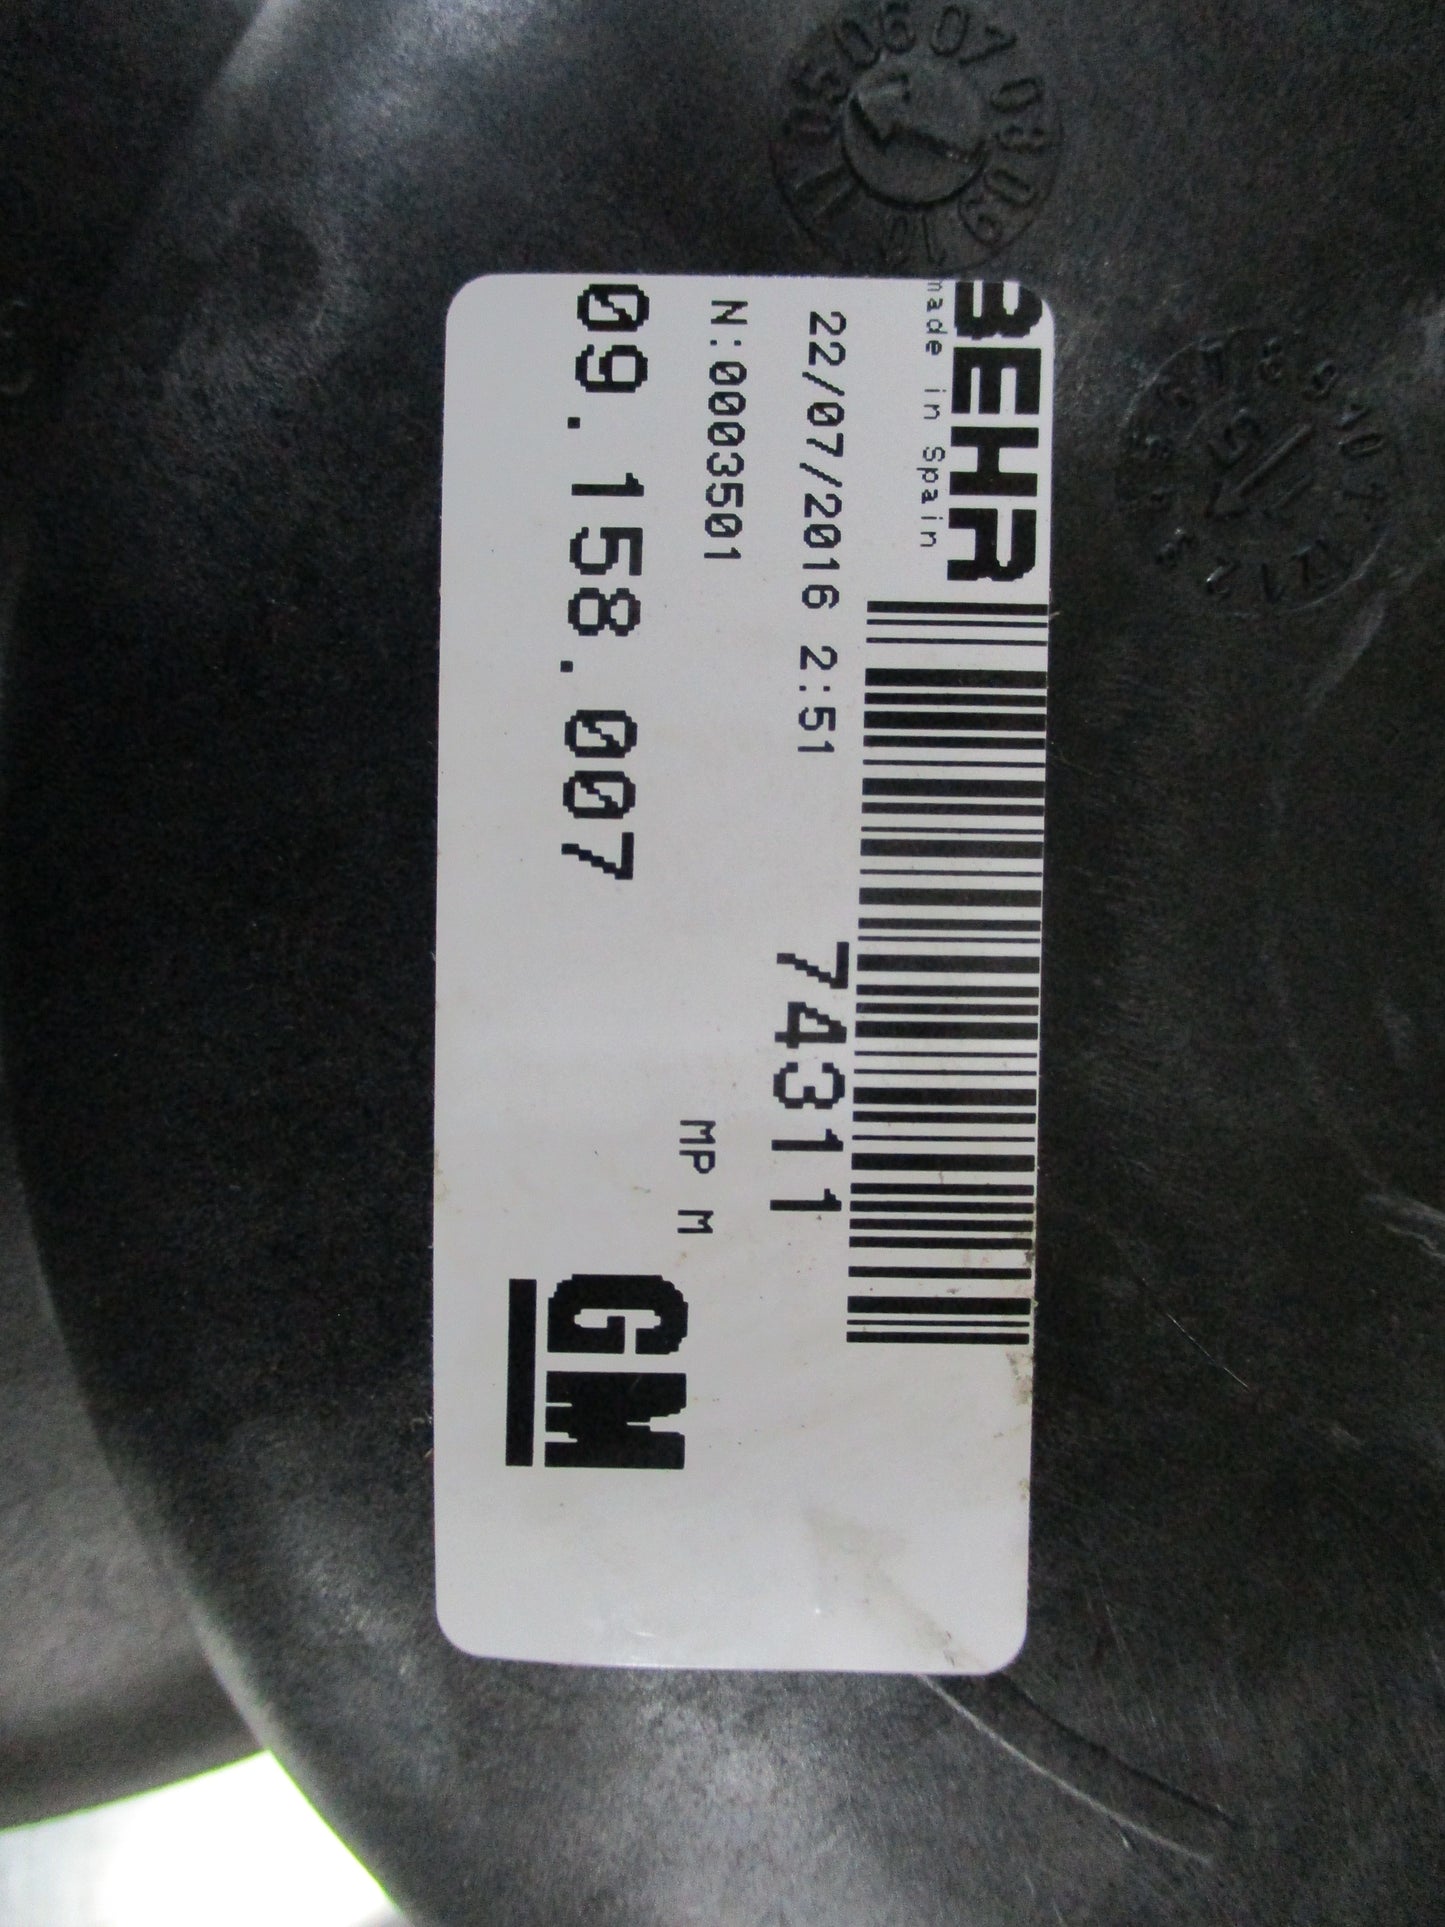 BEHR
made in Spain
22/07/2016 2:51
74311
N:0003501
MP M
09.158.007
GM